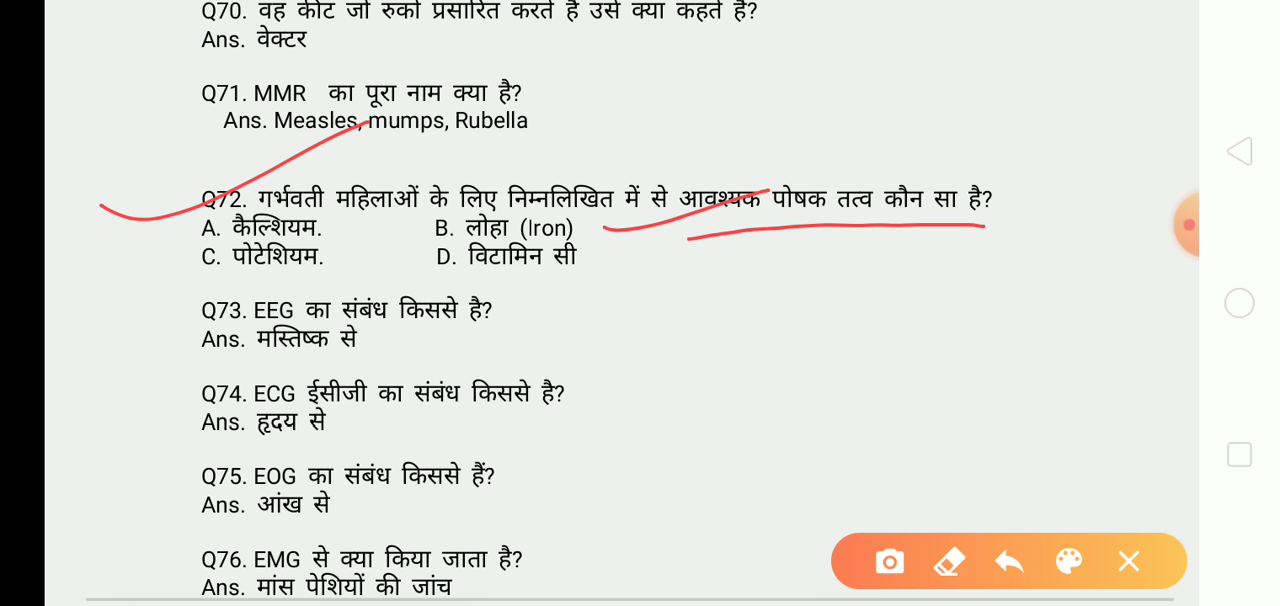 Q70. वह कीट जो रुको प्रसारित करते है उसे क्या कहते है?
Ans. वेक्टर
Q71. MMR का पूरा नाम क्या है?
Ans. Measles, mumps, Rubella
Q72. गर्भवती महिलाओं के लिए निम्नलिखित में से आवश्यक पोषक तत्व कौन सा है?
A. कैल्शियम. B. लोहा (Iron)
C. पोटेशियम. D. विटामिन सी
Q73. EEG का संबंध किससे है?
Ans. मस्तिष्क से
Q74. ECG ईसीजी का संबंध किससे है?
Ans. हृदय से
Q75. EOG का संबंध किससे हैं?
Ans. आंख से
Q76. EMG से क्या किया जाता है?
Ans. मांस पेशियों की जांच